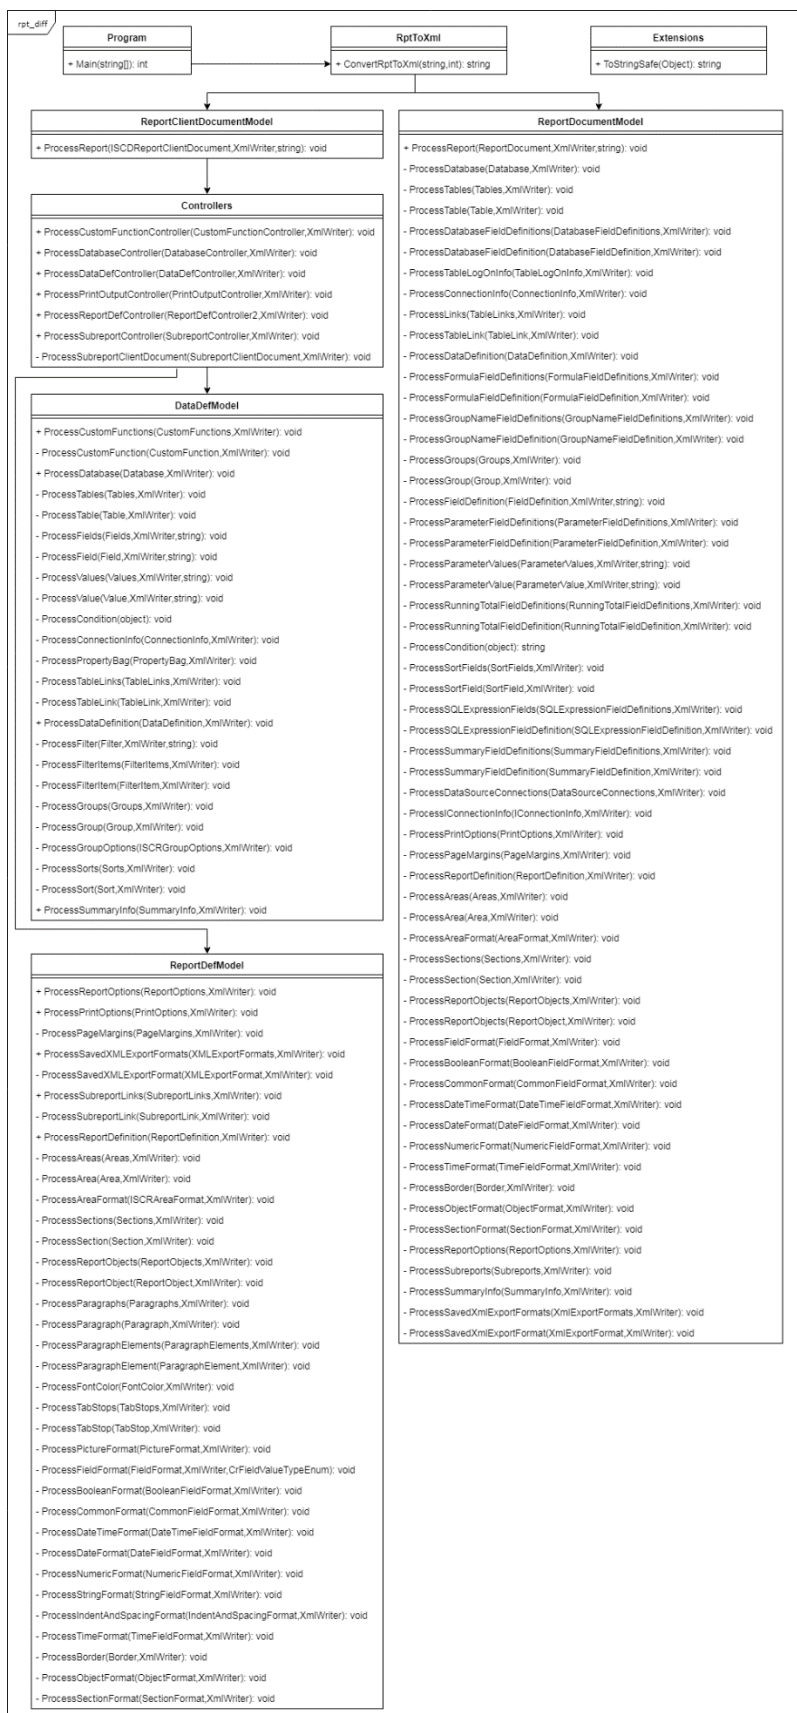 rpt_diff
Program
+ Main(string[]): int
RptToXml
+ ConvertRptToXml(string,int): string
Extensions
+ ToStringSafe(Object): string
ReportClientDocumentModel
+ ProcessReport(ISCDReportClientDocument,XmlWriter,string): void
Controllers
+ ProcessCustomFunctionController(CustomFunctionController,XmlWriter): void
+ ProcessDatabaseController(DatabaseController,XmlWriter): void
+ ProcessDataDefController(DataDefController,XmlWriter): void
+ ProcessPrintOutputController(PrintOutputController,XmlWriter): void
+ ProcessReportDefController(ReportDefController2,XmlWriter): void
+ ProcessSubreportController(SubreportController,XmlWriter): void
- ProcessSubreportClientDocument(SubreportClientDocument,XmlWriter): void
DataDefModel
+ ProcessCustomFunctions(CustomFunctions,XmlWriter): void
- ProcessCustomFunction(CustomFunction,XmlWriter): void
+ ProcessDatabase(Database,XmlWriter): void
- ProcessTables(Tables,XmlWriter): void
- ProcessTable(Table,XmlWriter): void
- ProcessFields(Fields,XmlWriter,string): void
- ProcessField(Field,XmlWriter,string): void
- ProcessValues(Values,XmlWriter,string): void
- ProcessValue(Value,XmlWriter,string): void
- ProcessCondition(object): void
- ProcessConnectionInfo(ConnectionInfo,XmlWriter): void
- ProcessPropertyBag(PropertyBag,XmlWriter): void
- ProcessTableLinks(TableLinks,XmlWriter): void
- ProcessTableLink(TableLink,XmlWriter): void
+ ProcessDataDefinition(DataDefinition,XmlWriter): void
- ProcessFilter(Filter,XmlWriter,string): void
- ProcessFilterItems(FilterItems,XmlWriter): void
- ProcessFilterItem(FilterItem,XmlWriter): void
- ProcessGroups(Groups,XmlWriter): void
- ProcessGroup(Group,XmlWriter): void
- ProcessGroupOptions(ISCRGroupOptions,XmlWriter): void
- ProcessSorts(Sorts,XmlWriter): void
- ProcessSort(Sort,XmlWriter): void
+ ProcessSummaryInfo(SummaryInfo,XmlWriter): void
ReportDefModel
+ ProcessReportOptions(ReportOptions,XmlWriter): void
+ ProcessPrintOptions(PrintOptions,XmlWriter): void
- ProcessPageMargins(PageMargins,XmlWriter): void
+ ProcessSavedXMLExportFormats(XMLExportFormats,XmlWriter): void
- ProcessSavedXMLExportFormat(XMLExportFormat,XmlWriter): void
+ ProcessSubreportLinks(SubreportLinks,XmlWriter): void
- ProcessSubreportLink(SubreportLink,XmlWriter): void
+ ProcessReportDefinition(ReportDefinition,XmlWriter): void
- ProcessAreas(Areas,XmlWriter): void
- ProcessArea(Area,XmlWriter): void
- ProcessAreaFormat(ISCRAreaFormat,XmlWriter): void
- ProcessSections(Sections,XmlWriter): void
- ProcessSection(Section,XmlWriter): void
- ProcessReportObjects(ReportObjects,XmlWriter): void
- ProcessReportObject(ReportObject,XmlWriter): void
- ProcessParagraphs(Paragraphs,XmlWriter): void
- ProcessParagraph(Paragraph,XmlWriter): void
- ProcessParagraphElements(ParagraphElements,XmlWriter): void
- ProcessParagraphElement(ParagraphElement,XmlWriter): void
- ProcessFontColor(FontColor,XmlWriter): void
- ProcessTabStops(TabStops,XmlWriter): void
- ProcessTabStop(TabStop,XmlWriter): void
- ProcessPictureFormat(PictureFormat,XmlWriter): void
- ProcessFieldFormat(FieldFormat,XmlWriter,CrFieldValueTypeEnum): void
- ProcessBooleanFormat(BooleanFieldFormat,XmlWriter): void
- ProcessCommonFormat(CommonFieldFormat,XmlWriter): void
- ProcessDateTimeFormat(DateTimeFieldFormat,XmlWriter): void
- ProcessDateFormat(DateFieldFormat,XmlWriter): void
- ProcessNumericFormat(NumericFieldFormat,XmlWriter): void
- ProcessStringFormat(StringFieldFormat,XmlWriter): void
- ProcessIndentAndSpacingFormat(IndentAndSpacingFormat,XmlWriter): void
- ProcessTimeFormat(TimeFieldFormat,XmlWriter): void
- ProcessBorder(Border,XmlWriter): void
- ProcessObjectFormat(ObjectFormat,XmlWriter): void
- ProcessSectionFormat(SectionFormat,XmlWriter): void
ReportDocumentModel
+ ProcessReport(ReportDocument,XmlWriter,string): void
- ProcessDatabase(Database,XmlWriter): void
- ProcessTables(Tables,XmlWriter): void
- ProcessTable(Table,XmlWriter): void
- ProcessDatabaseFieldDefinitions(DatabaseFieldDefinitions,XmlWriter): void
- ProcessDatabaseFieldDefinition(DatabaseFieldDefinition,XmlWriter): void
- ProcessTableLogOnInfo(TableLogOnInfo,XmlWriter): void
- ProcessConnectionInfo(ConnectionInfo,XmlWriter): void
- ProcessLinks(TableLinks,XmlWriter): void
- ProcessTableLink(TableLink,XmlWriter): void
- ProcessDataDefinition(DataDefinition,XmlWriter): void
- ProcessFormulaFieldDefinitions(FormulaFieldDefinitions,XmlWriter): void
- ProcessFormulaFieldDefinition(FormulaFieldDefinition,XmlWriter): void
- ProcessGroupNameFieldDefinitions(GroupNameFieldDefinitions,XmlWriter): void
- ProcessGroupNameFieldDefinition(GroupNameFieldDefinition,XmlWriter): void
- ProcessGroups(Groups,XmlWriter): void
- ProcessGroup(Group,XmlWriter): void
- ProcessFieldDefinition(FieldDefinition,XmlWriter,string): void
- ProcessParameterFieldDefinitions(ParameterFieldDefinitions,XmlWriter): void
- ProcessParameterFieldDefinition(ParameterFieldDefinition,XmlWriter): void
- ProcessParameterValues(ParameterValues,XmlWriter,string): void
- ProcessParameterValue(ParameterValue,XmlWriter,string): void
- ProcessRunningTotalFieldDefinitions(RunningTotalFieldDefinitions,XmlWriter): void
- ProcessRunningTotalFieldDefinition(RunningTotalFieldDefinition,XmlWriter): void
- ProcessCondition(object): string
- ProcessSortFields(SortFields,XmlWriter): void
- ProcessSortField(SortField,XmlWriter): void
- ProcessSQLExpressionFields(SQLExpressionFieldDefinitions,XmlWriter): void
- ProcessSQLExpressionFieldDefinition(SQLExpressionFieldDefinition,XmlWriter): void
- ProcessSummaryFieldDefinitions(SummaryFieldDefinitions,XmlWriter): void
- ProcessSummaryFieldDefinition(SummaryFieldDefinition,XmlWriter): void
- ProcessDataSourceConnections(DataSourceConnections,XmlWriter): void
- ProcessIConnectionInfo(IConnectionInfo,XmlWriter): void
- ProcessPrintOptions(PrintOptions,XmlWriter): void
- ProcessPageMargins(PageMargins,XmlWriter): void
- ProcessReportDefinition(ReportDefinition,XmlWriter): void
- ProcessAreas(Areas,XmlWriter): void
- ProcessArea(Area,XmlWriter): void
- ProcessAreaFormat(AreaFormat,XmlWriter): void
- ProcessSections(Sections,XmlWriter): void
- ProcessSection(Section,XmlWriter): void
- ProcessReportObjects(ReportObjects,XmlWriter): void
- ProcessReportObjects(ReportObject,XmlWriter): void
- ProcessFieldFormat(FieldFormat,XmlWriter): void
- ProcessBooleanFormat(BooleanFieldFormat,XmlWriter): void
- ProcessCommonFormat(CommonFieldFormat,XmlWriter): void
- ProcessDateTimeFormat(DateTimeFieldFormat,XmlWriter): void
- ProcessDateFormat(DateFieldFormat,XmlWriter): void
- ProcessNumericFormat(NumericFieldFormat,XmlWriter): void
- ProcessTimeFormat(TimeFieldFormat,XmlWriter): void
- ProcessBorder(Border,XmlWriter): void
- ProcessObjectFormat(ObjectFormat,XmlWriter): void
- ProcessSectionFormat(SectionFormat,XmlWriter): void
- ProcessReportOptions(ReportOptions,XmlWriter): void
- ProcessSubreports(Subreports,XmlWriter): void
- ProcessSummaryInfo(SummaryInfo,XmlWriter): void
- ProcessSavedXmlExportFormats(XmlExportFormats,XmlWriter): void
- ProcessSavedXmlExportFormat(XmlExportFormat,XmlWriter): void